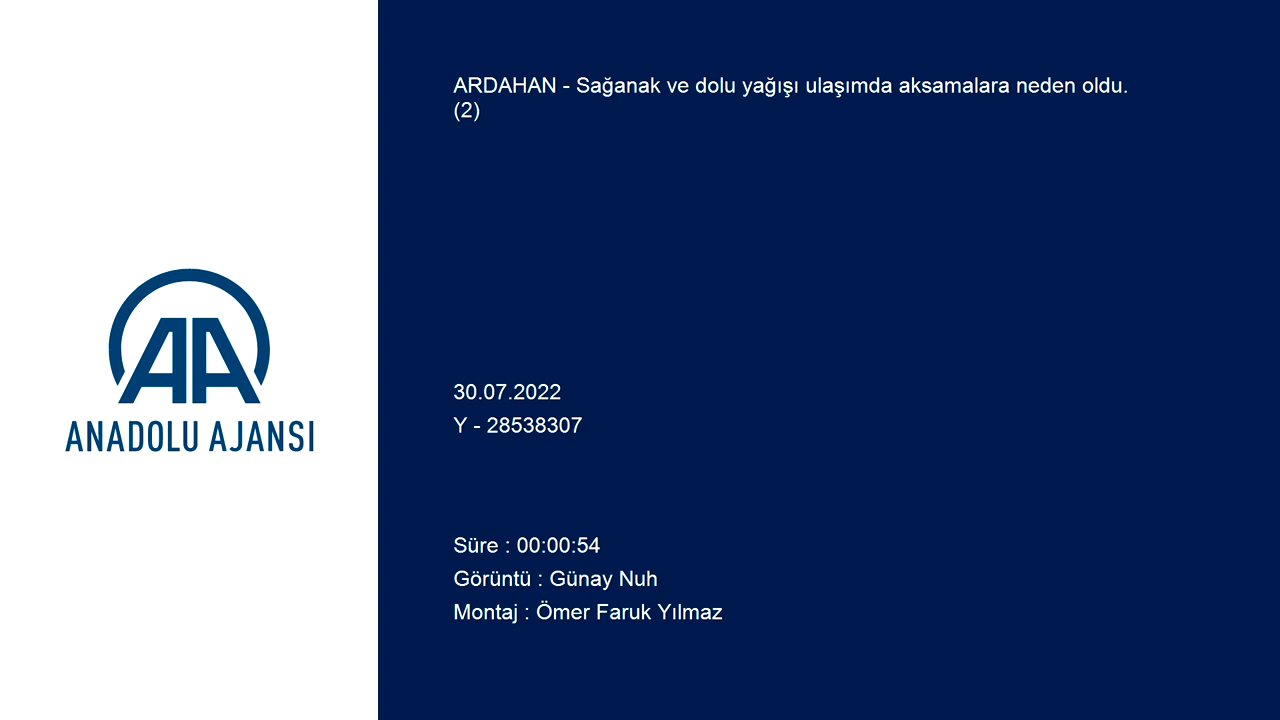 ARDAHAN - Sağanak ve dolu yağışı ulaşımda aksamalara neden oldu.
(2)
AA
ANADOLU AJANSI
30.07.2022
Y - 28538307
Süre : 00:00:54
Görüntü : Günay Nuh
Montaj : Ömer Faruk Yılmaz